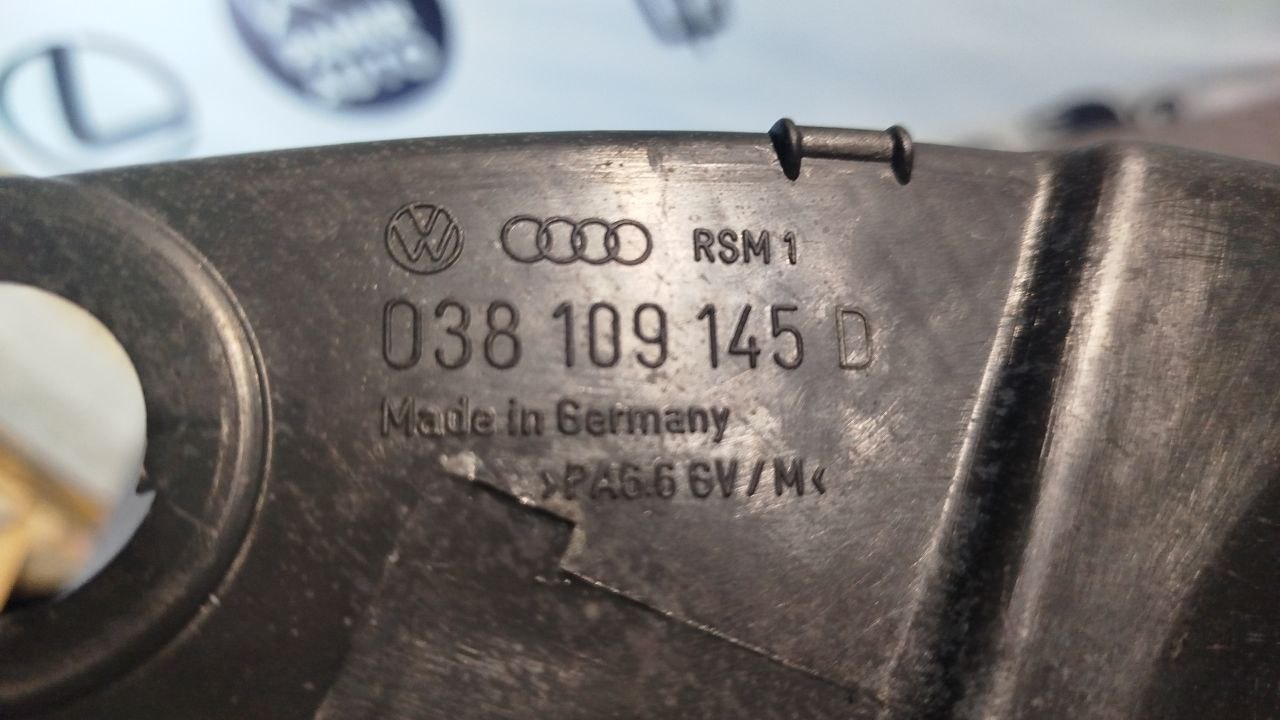 RSM 1
038 109 145 D
Made in Germany
>PA6.6 GV/M<